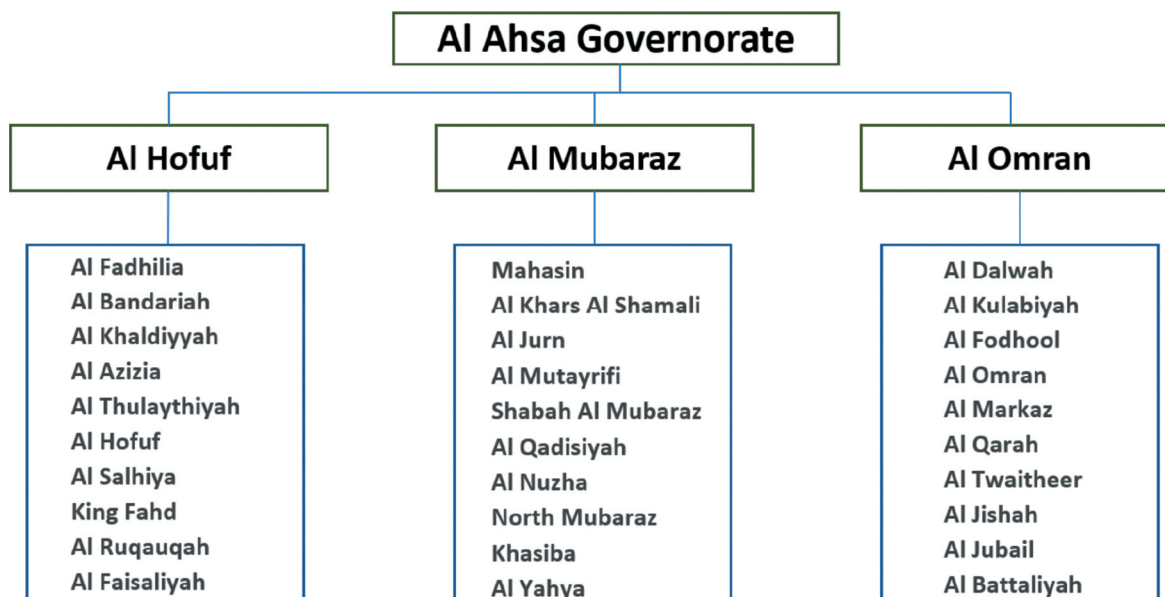 Al Ahsa Governorate
Al Hofuf
Al Mubaraz
Al Omran
Al Fadhilia
Al Bandariah
Al Khaldiyyah
Al Azizia
Al Thulaythiyah
Al Hofuf
Al Salhiya
King Fahd
Al Ruqauqah
Al Faisaliyah
Mahasin
Al Khars Al Shamali
Al Jurn
Al Mutayrifi
Shabah Al Mubaraz
Al Qadisiyah
Al Nuzha
North Mubaraz
Khasiba
Al Yahya
Al Dalwah
Al Kulabiyah
Al Fodhool
Al Omran
Al Markaz
Al Qarah
Al Twaitheer
Al Jishah
Al Jubail
Al Battaliyah